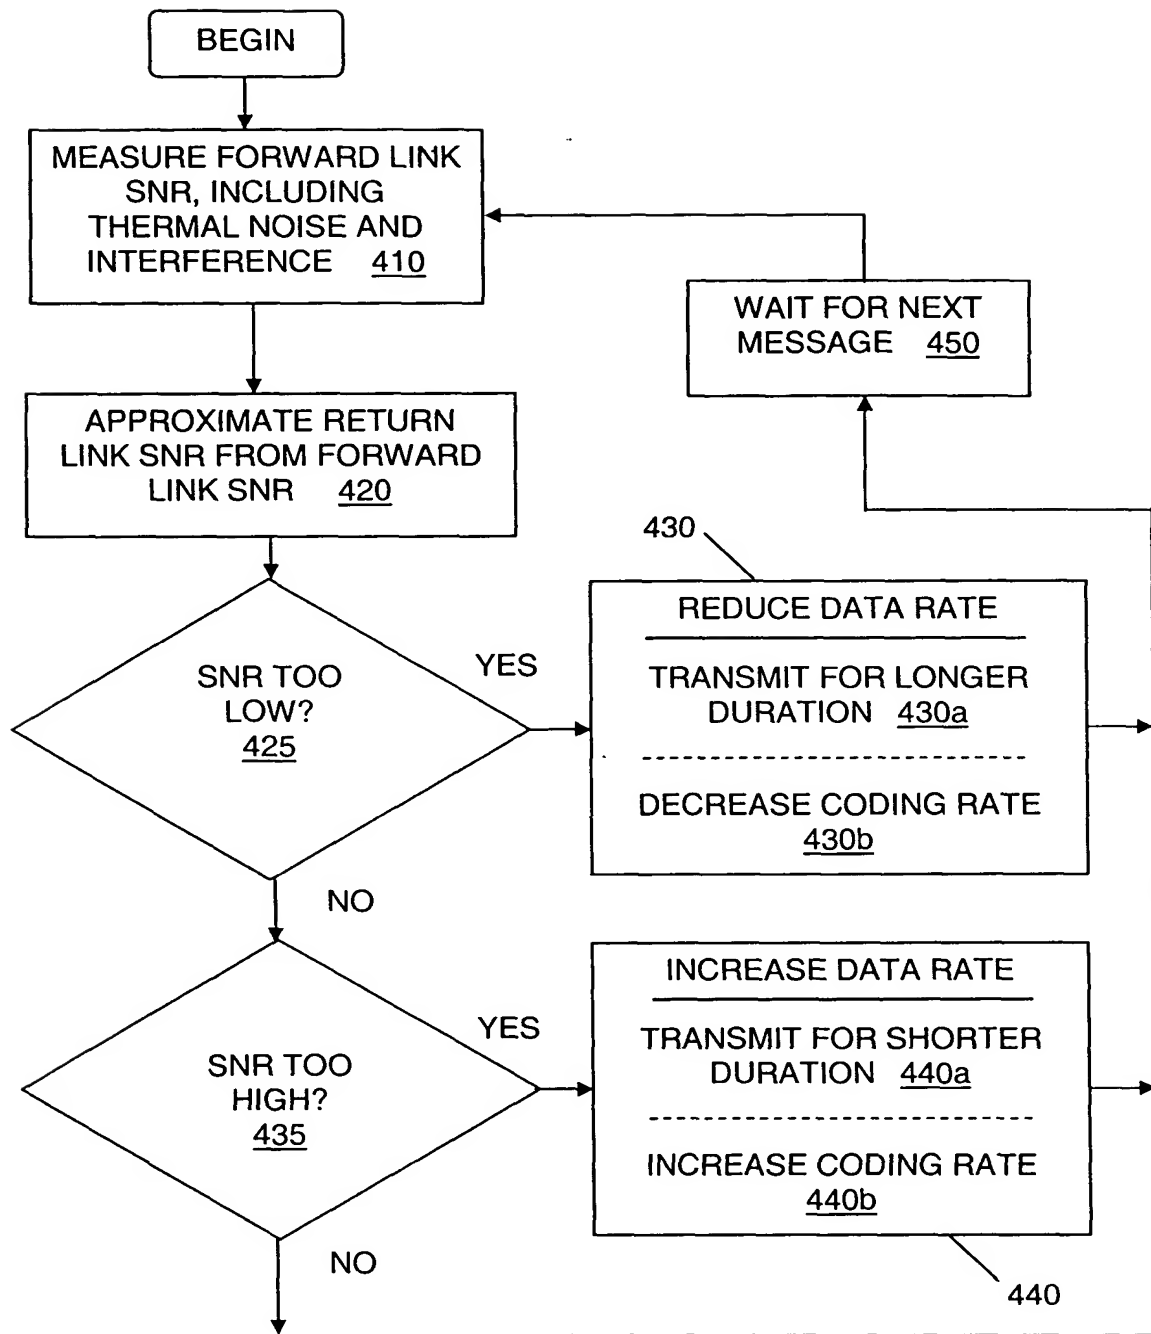 BEGIN
MEASURE FORWARD LINK
SNR, INCLUDING
THERMAL NOISE AND
INTERFERENCE 410
WAIT FOR NEXT
MESSAGE 450
APPROXIMATE RETURN
LINK SNR FROM FORWARD
LINK SNR 420
430
SNR TOO
LOW?
425
YES
REDUCE DATA RATE
TRANSMIT FOR LONGER
DURATION 430a
DECREASE CODING RATE
430b
NO
SNR TOO
HIGH?
435
YES
INCREASE DATA RATE
TRANSMIT FOR SHORTER
DURATION 440a
INCREASE CODING RATE
440b
NO
440